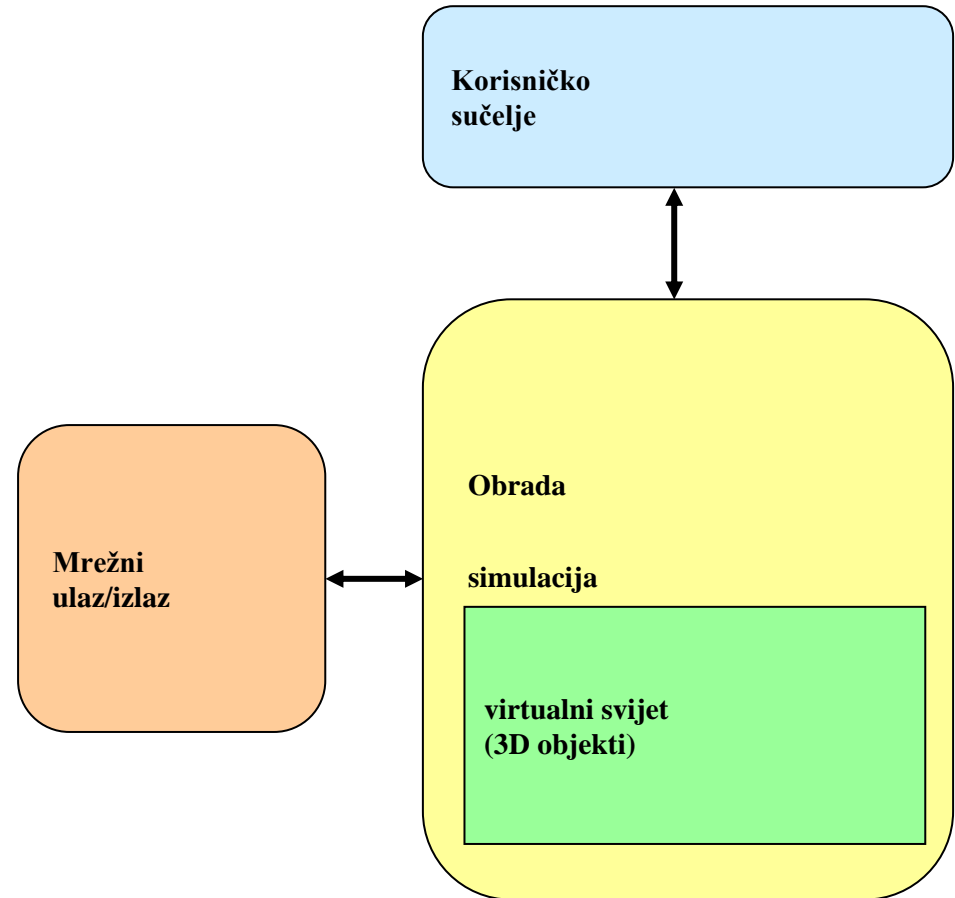 Korisničko
sučelje
Obrada
simulacija
Mrežni
ulaz/izlaz
virtualni svijet
(3D objekti)